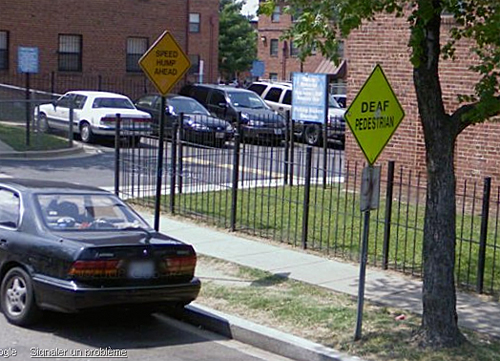 SPEED
HUMP
AHEAD
DEAF
PEDESTRIAN
Signaler un problème